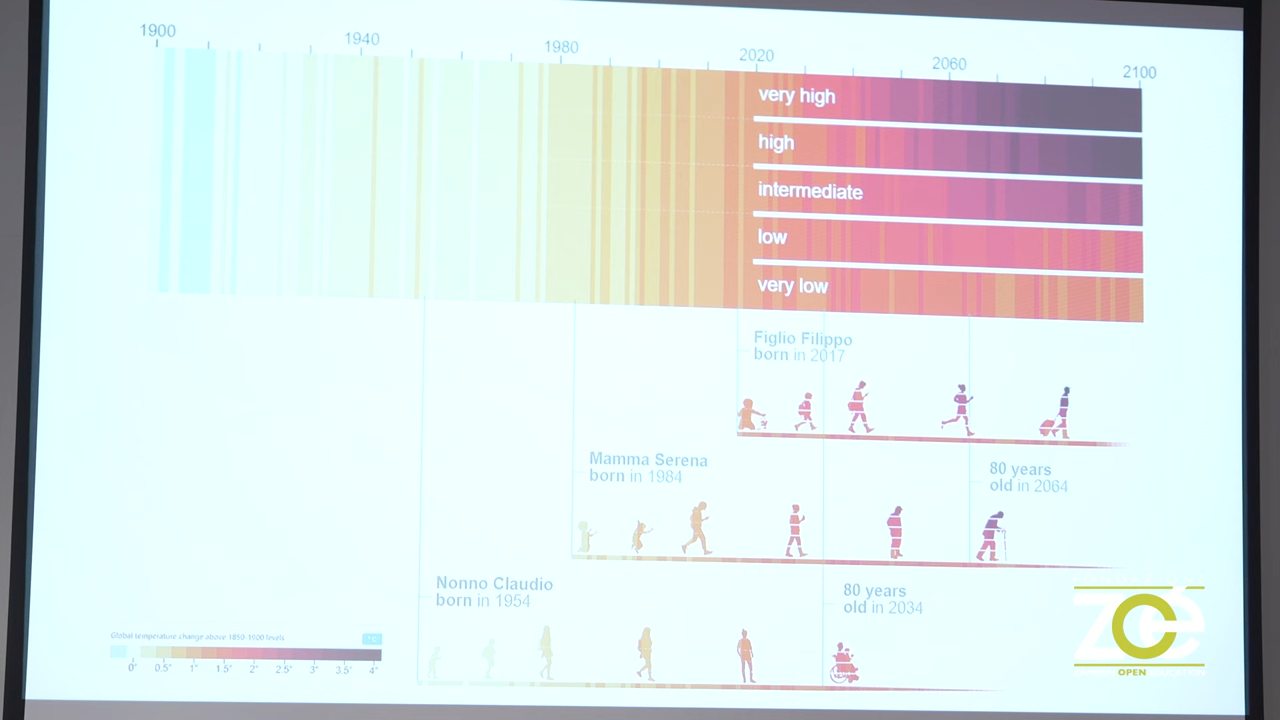 1900 1940 1980 2020 2060 2100
very high
high
intermediate
low
very low
Figlio Filippo
born in 2017
Mamma Serena
born in 1984
80 years
old in 2064
Nonno Claudio
born in 1954
80 years
old in 2034
Global temperature change above 1850-1900 levels
0° 0.5° 1° 1.5° 2° 2.5° 3° 3.5° 4°
zcé
OPEN